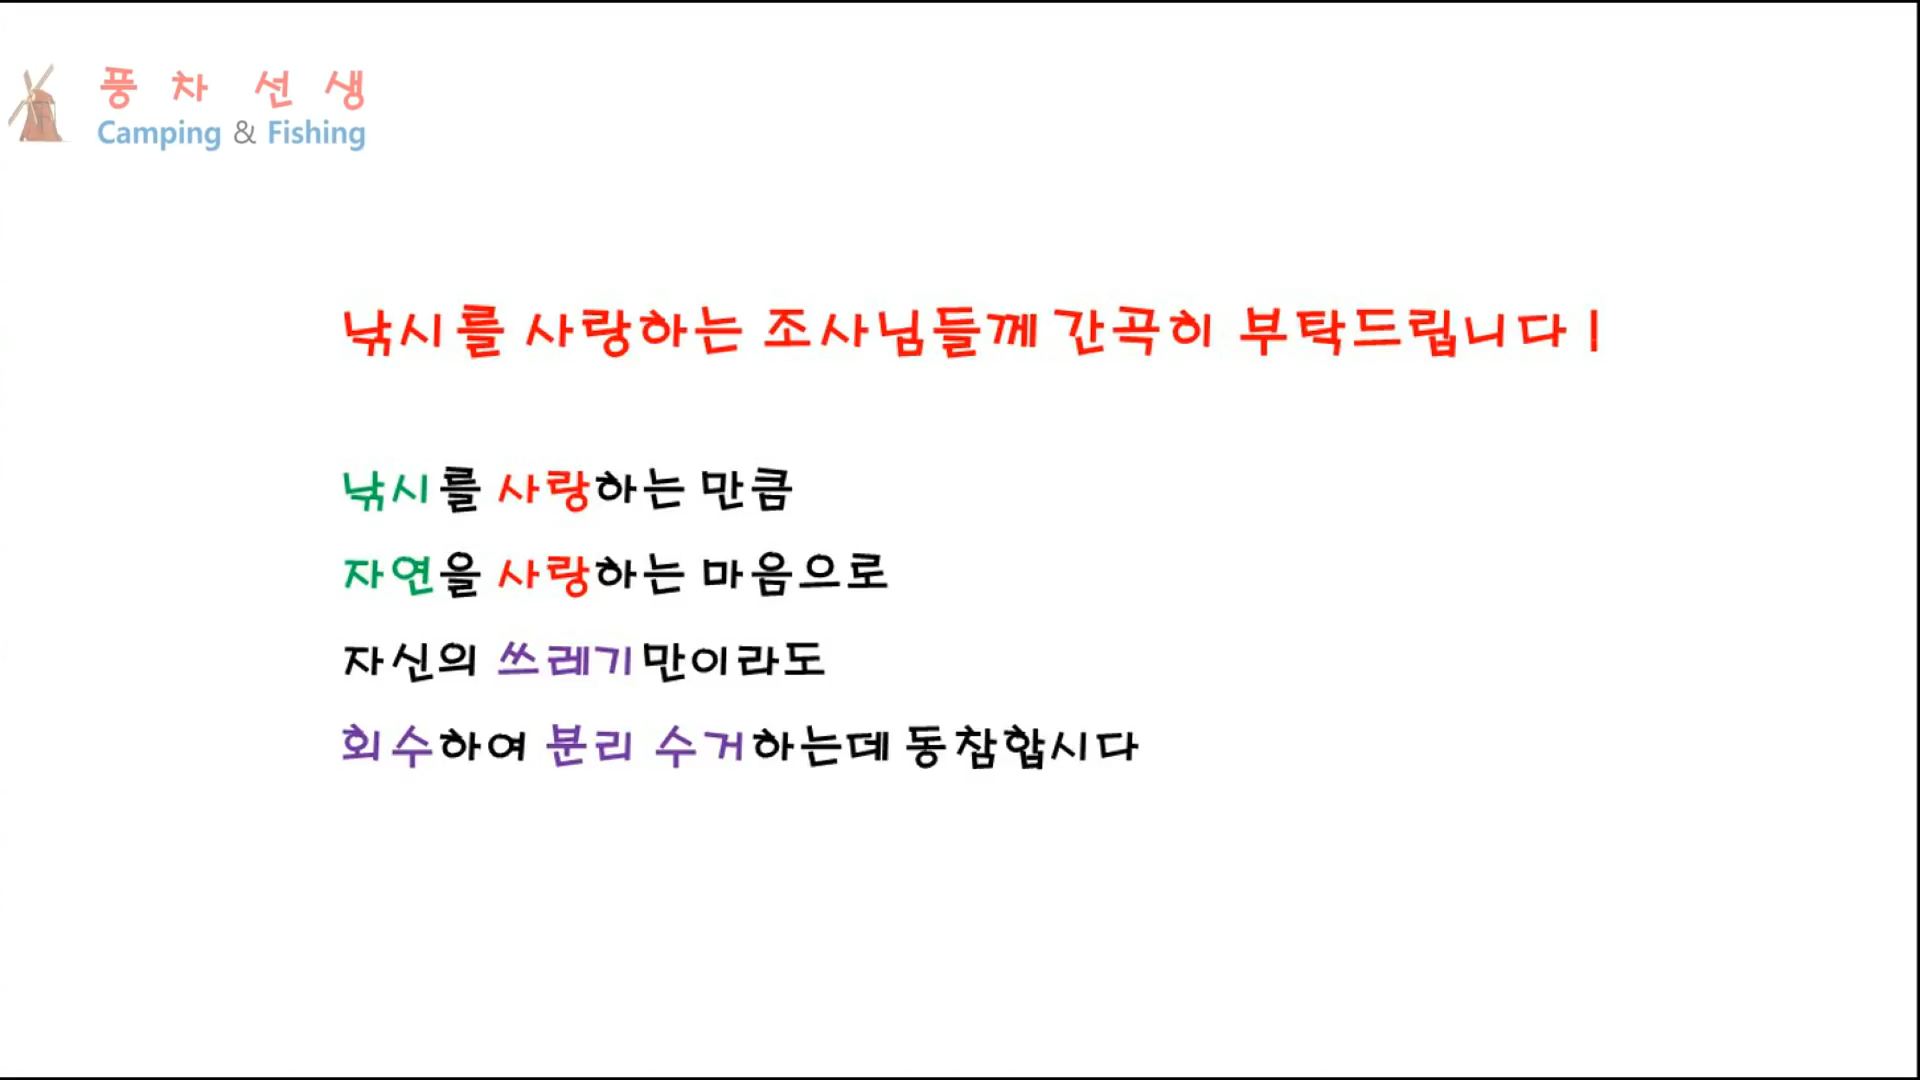 풍차 선생
Camping & Fishing
낚시를 사랑하는 조사님들께 간곡히 부탁드립니다!
낚시를 사랑하는 만큼
자연을 사랑하는 마음으로
자신의 쓰레기만이라도
회수하여 분리 수거하는데 동참합시다